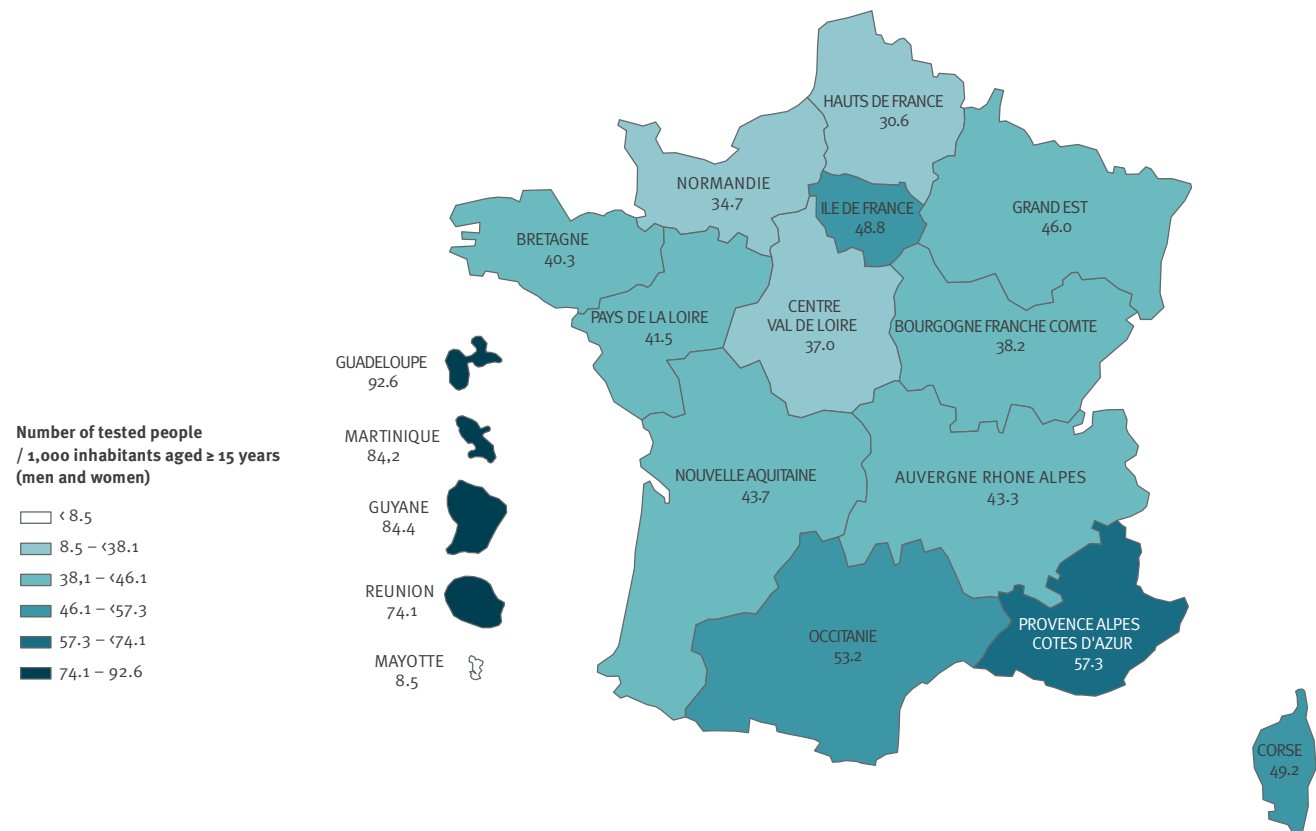 HAUTS DE FRANCE
30.6
NORMANDIE
34.7
ILE DE FRANCE
48.8
GRAND EST
46.0
BRETAGNE
40.3
PAYS DE LA LOIRE
41.5
CENTRE
VAL DE LOIRE
37.0
BOURGOGNE FRANCHE COMTE
38.2
GUADELOUPE
92.6
MARTINIQUE
84,2
GUYANE
84.4
REUNION
74.1
MAYOTTE
8.5
NOUVELLE AQUITAINE
43.7
AUVERGNE RHONE ALPES
43.3
OCCITANIE
53.2
PROVENCE ALPES
COTES D'AZUR
57.3
CORSE
49.2
Number of tested people
/ 1,000 inhabitants aged ≥ 15 years
(men and women)
< 8.5
8.5 – <38.1
38,1 – <46.1
46.1 – <57.3
57.3 – <74.1
74.1 – 92.6